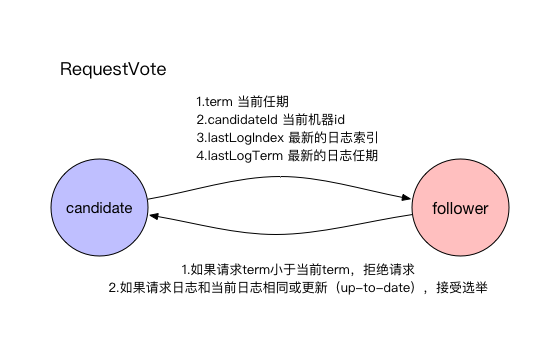 RequestVote
1.term 当前任期
2.candidateId 当前机器id
3.lastLogIndex 最新的日志索引
4.lastLogTerm 最新的日志任期
candidate
follower
1.如果请求term小于当前term，拒绝请求
2.如果请求日志和当前日志相同或更新（up-to-date），接受选举